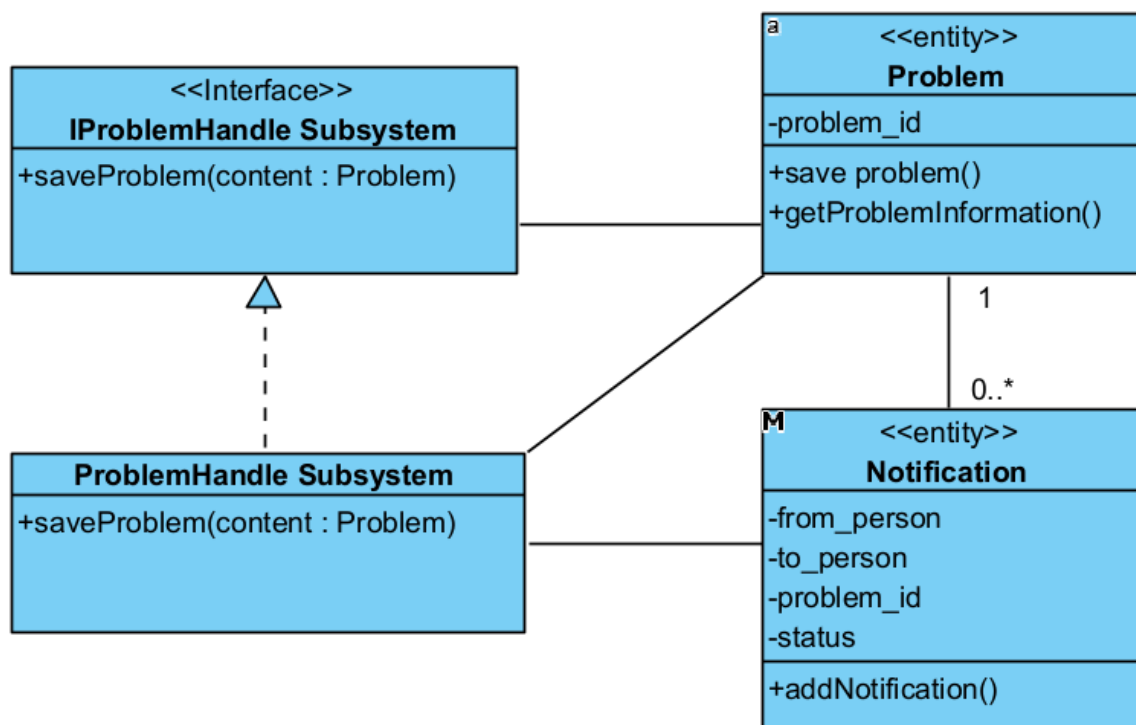 <<Interface>>
IProblemHandle Subsystem
+saveProblem(content : Problem)
a
<<entity>>
Problem
-problem_id
+save problem()
+getProblemInformation()
1
0..*
ProblemHandle Subsystem
+saveProblem(content : Problem)
M
<<entity>>
Notification
-from_person
-to_person
-problem_id
-status
+addNotification()